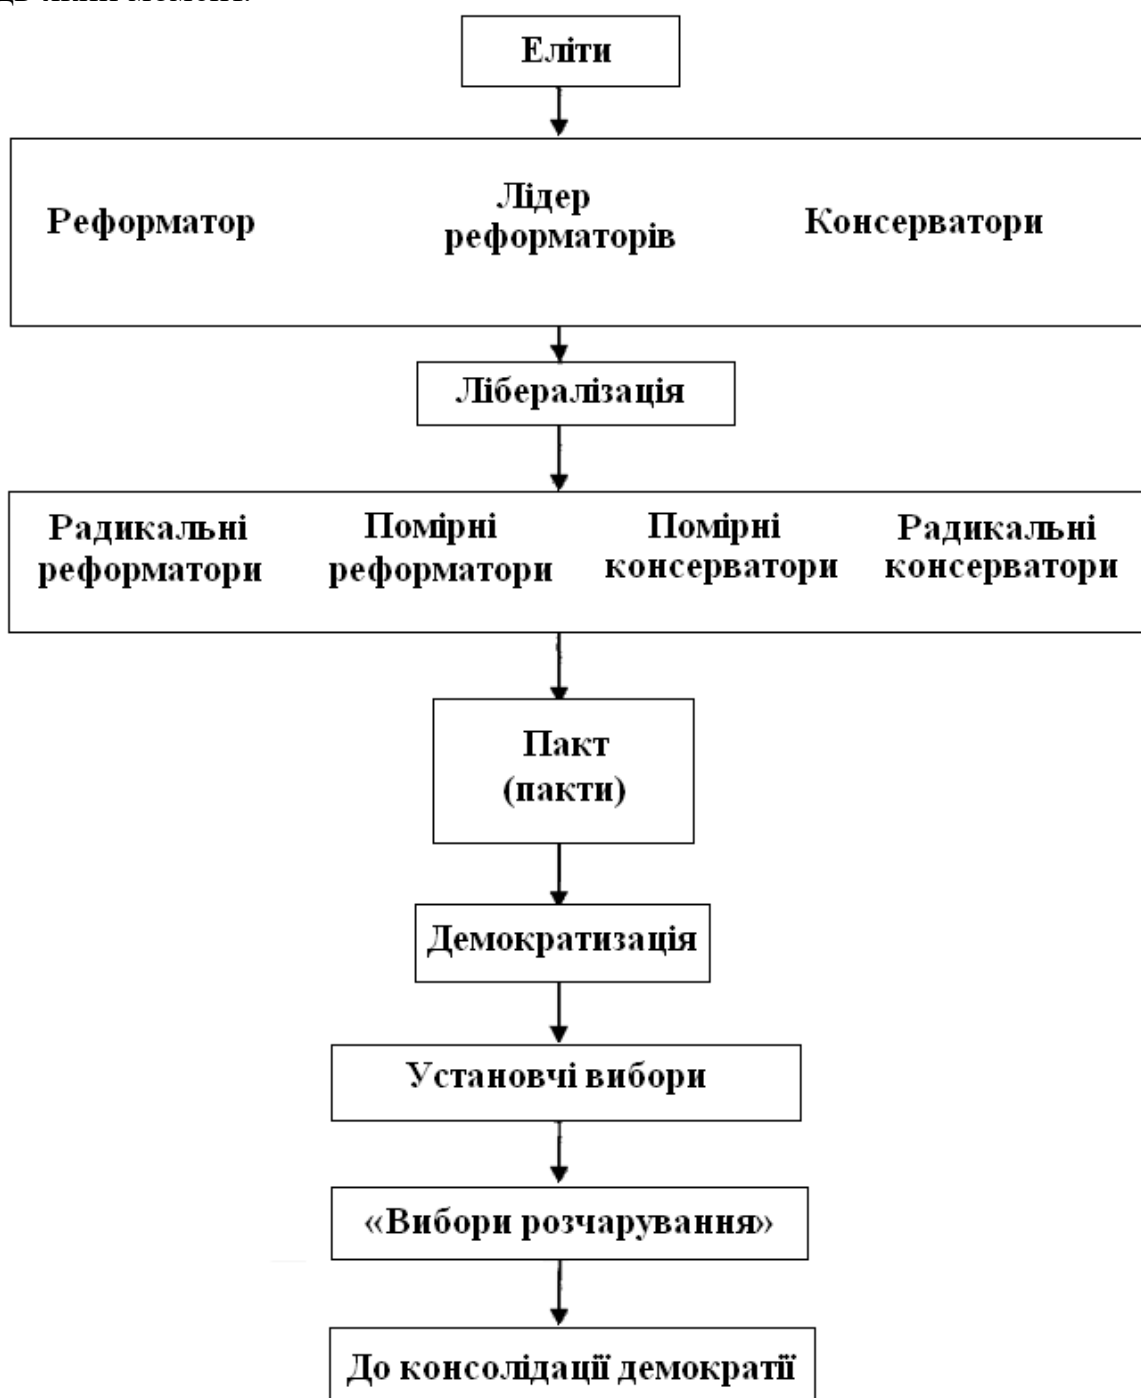 Еліти
Лідер
Реформатор реформаторів Консерватори
Лібералізація
Радикальні Помірні Помірні Радикальні
реформатори реформатори консерватори консерватори
Пакт
(пакти)
Демократизація
Установчі вибори
«Вибори розчарування»
До консолідації демократії